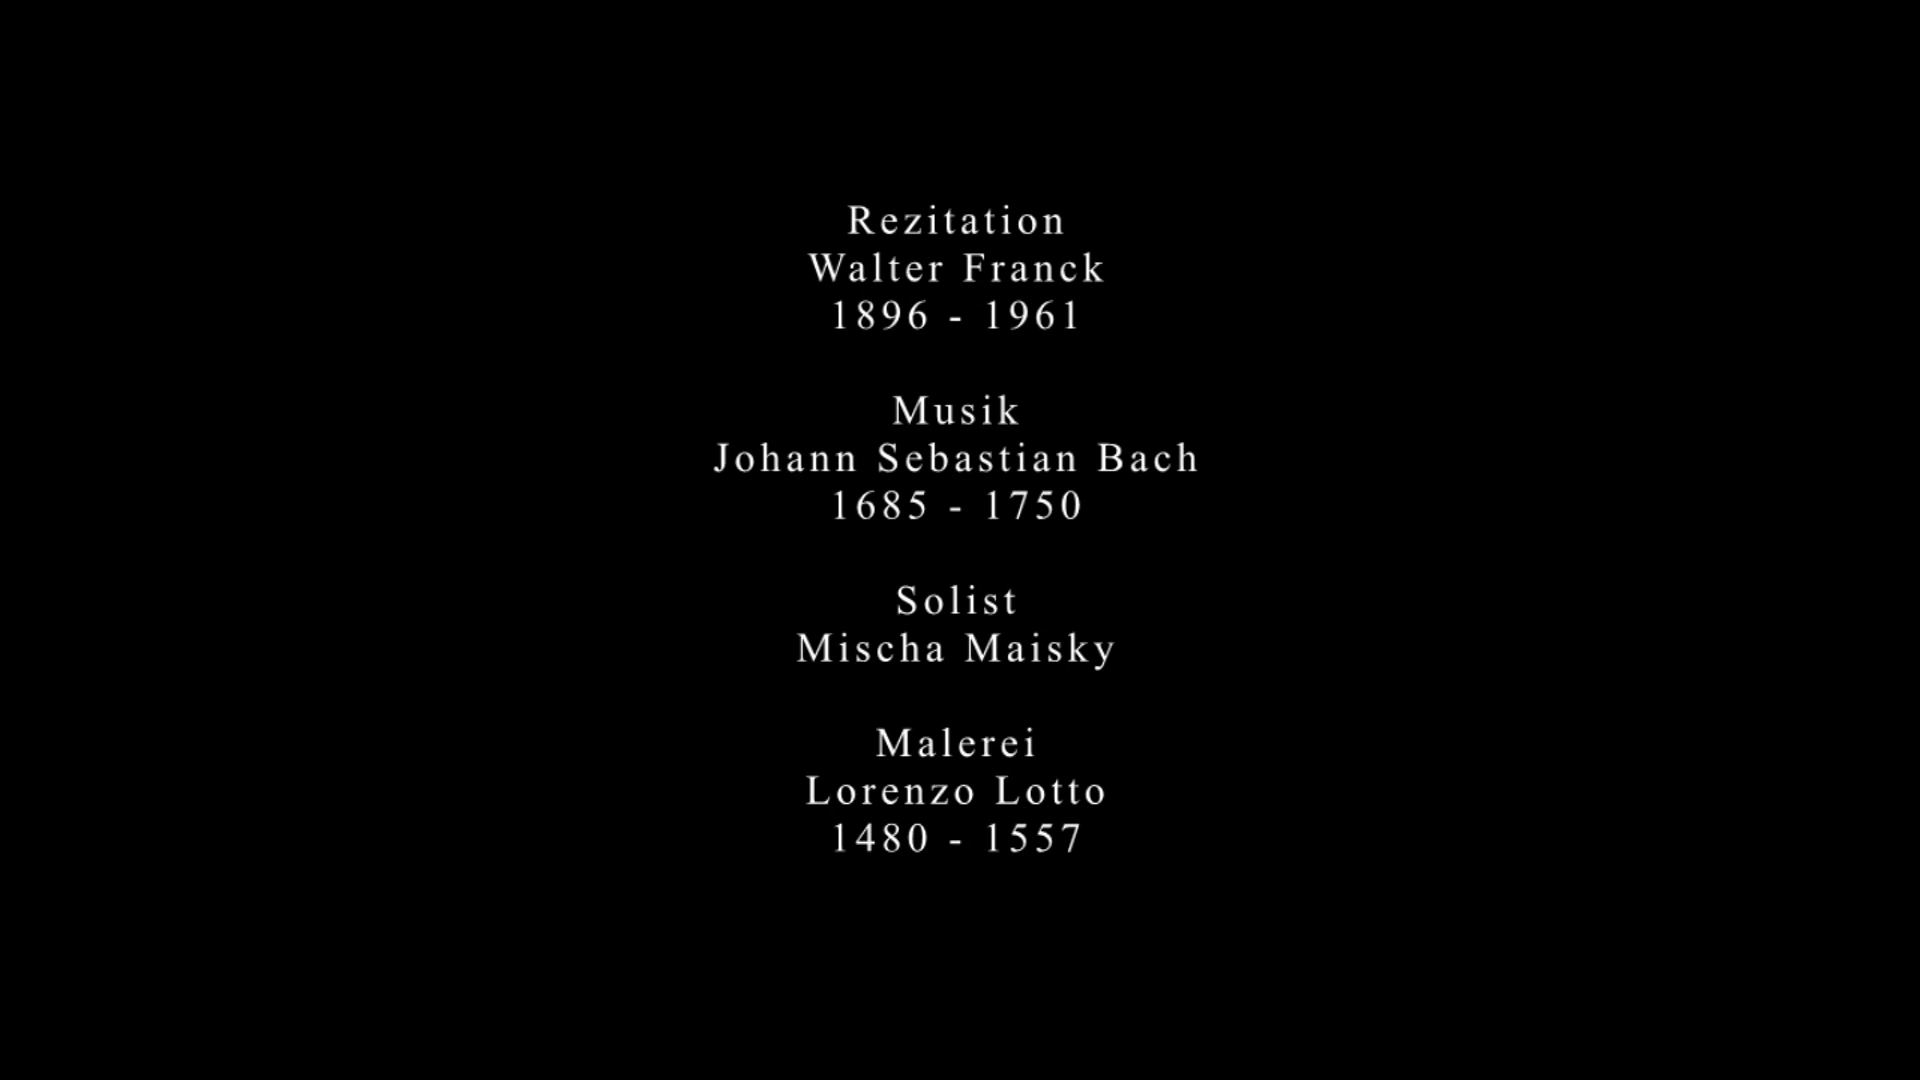 Rezitation
Walter Franck
1896 - 1961
Musik
Johann Sebastian Bach
1685 - 1750
Solist
Mischa Maisky
Malerei
Lorenzo Lotto
1480 - 1557